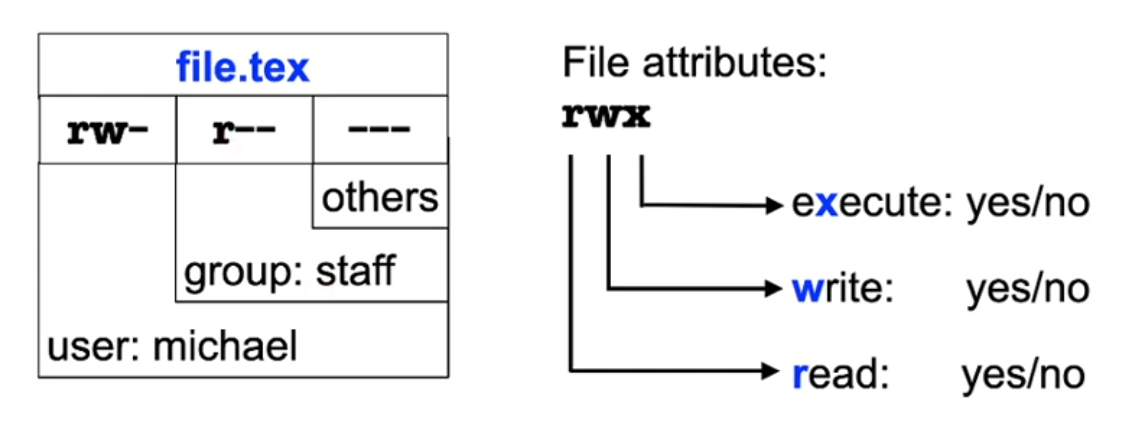 file.tex
rw- r-- ---
others
group: staff
user: michael
File attributes:
rwx
execute: yes/no
write: yes/no
read: yes/no